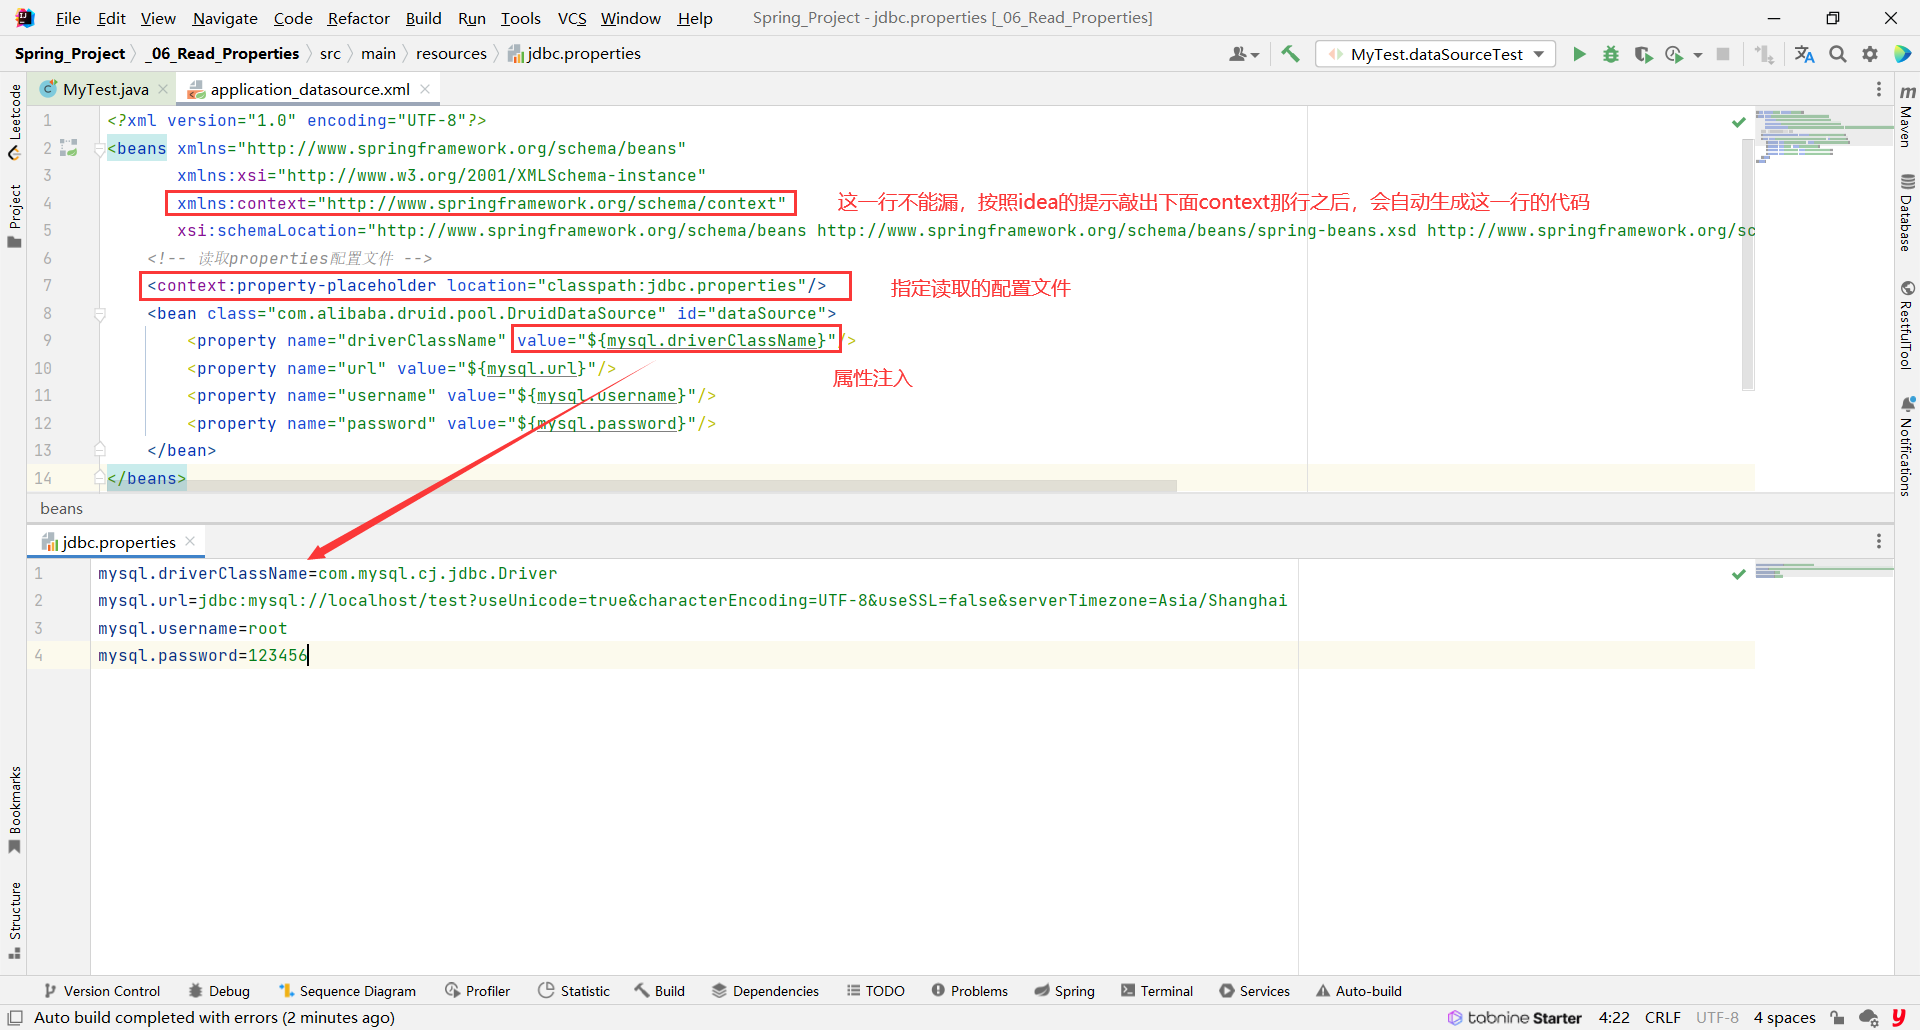 File Edit View Navigate Code Refactor Build Run Tools VCS Window Help Spring_Project - jdbc.properties [_06_Read_Properties]
Spring_Project _06_Read_Properties src main resources jdbc.properties MyTest.dataSourceTest
MyTest.java application_datasource.xml
1 <?xml version="1.0" encoding="UTF-8"?>
2 <beans xmlns="http://www.springframework.org/schema/beans"
3 xmlns:xsi="http://www.w3.org/2001/XMLSchema-instance"
4 xmlns:context="http://www.springframework.org/schema/context" 这一行不能漏，按照idea的提示敲出下面context那行之后，会自动生成这一行的代码
5 xsi:schemaLocation="http://www.springframework.org/schema/beans http://www.springframework.org/schema/beans/spring-beans.xsd http://www.springframework.org/sc
6 <!-- 读取properties配置文件 -->
7 <context:property-placeholder location="classpath:jdbc.properties"/> 指定读取的配置文件
8 <bean class="com.alibaba.druid.pool.DruidDataSource" id="dataSource">
9 <property name="driverClassName" value="${mysql.driverClassName}"/>
10 <property name="url" value="${mysql.url}"/>
属性注入
11 <property name="username" value="${mysql.username}"/>
12 <property name="password" value="${mysql.password}"/>
13 </bean>
14 </beans>
beans
jdbc.properties
1 mysql.driverClassName=com.mysql.cj.jdbc.Driver
2 mysql.url=jdbc:mysql://localhost/test?useUnicode=true&characterEncoding=UTF-8&useSSL=false&serverTimezone=Asia/Shanghai
3 mysql.username=root
4 mysql.password=123456
Leetcode
Project
Bookmarks
Structure
m Maven
Database
RestfulTool
Notifications
Version Control Debug Sequence Diagram Profiler Statistic Build Dependencies TODO Problems Spring Terminal Services Auto-build
Auto build completed with errors (2 minutes ago) tabnine Starter 4:22 CRLF UTF-8 4 spaces